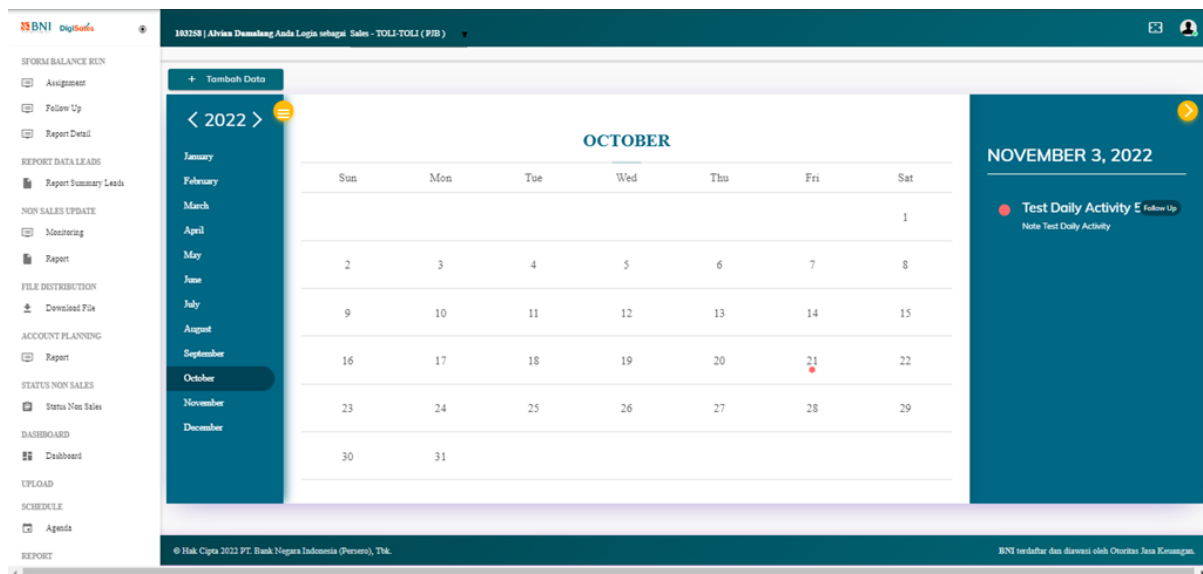 BNI DigiSales
103258 | Alvian Damalang Anda Login sebagai Sales - TOLI-TOLI ( PJB )
SFORM BALANCE RUN
Assignment
Follow Up
Report Detail
REPORT DATA LEADS
Report Summary Leads
NON SALES UPDATE
Monitoring
Report
FILE DISTRIBUTION
Download File
ACCOUNT PLANNING
Report
STATUS NON SALES
Status Non Sales
DASHBOARD
Dashboard
UPLOAD
SCHEDULE
Agenda
REPORT
+ Tambah Data
2022
January
February
March
April
May
June
July
August
September
October
November
December
OCTOBER
Sun Mon Tue Wed Thu Fri Sat
1
2 3 4 5 6 7 8
9 10 11 12 13 14 15
16 17 18 19 20 21 22
23 24 25 26 27 28 29
30 31
NOVEMBER 3, 2022
Test Daily Activity Follow Up
Note Test Daily Activity
© Hak Cipta 2022 PT. Bank Negara Indonesia (Persero), Tbk.
BNI terdaftar dan diawasi oleh Otoritas Jasa Keuangan.